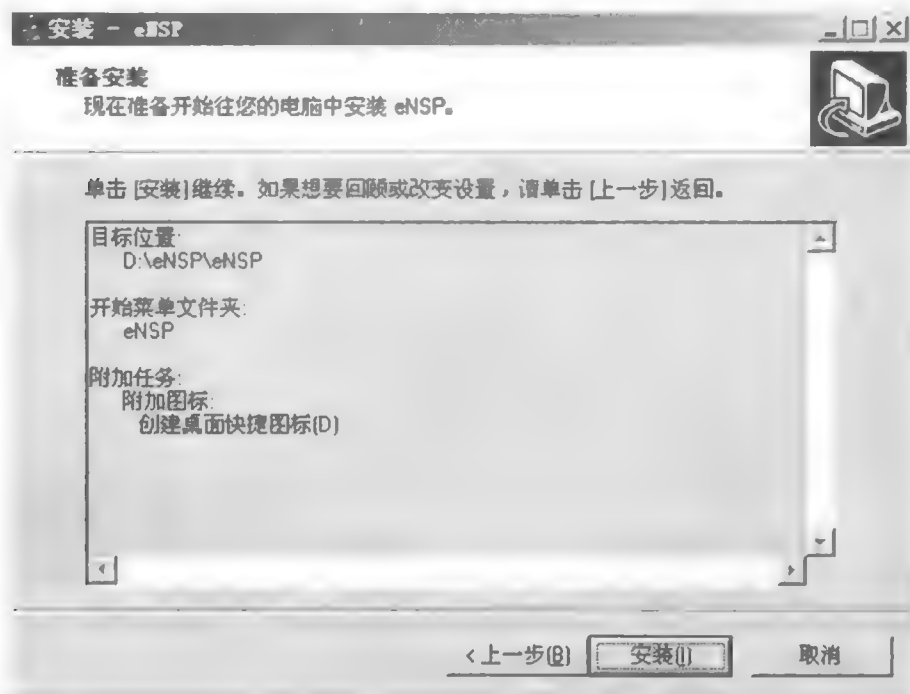 安装 - eNSP
准备安装
现在准备开始往您的电脑中安装 eNSP。
单击 [安装]继续。如果想要回顾或改变设置，请单击 [上一步]返回。
目标位置:
D:\eNSP\eNSP
开始菜单文件夹:
eNSP
附加任务:
附加图标:
创建桌面快捷图标(D)
<上一步(B)
安装(I)
取消